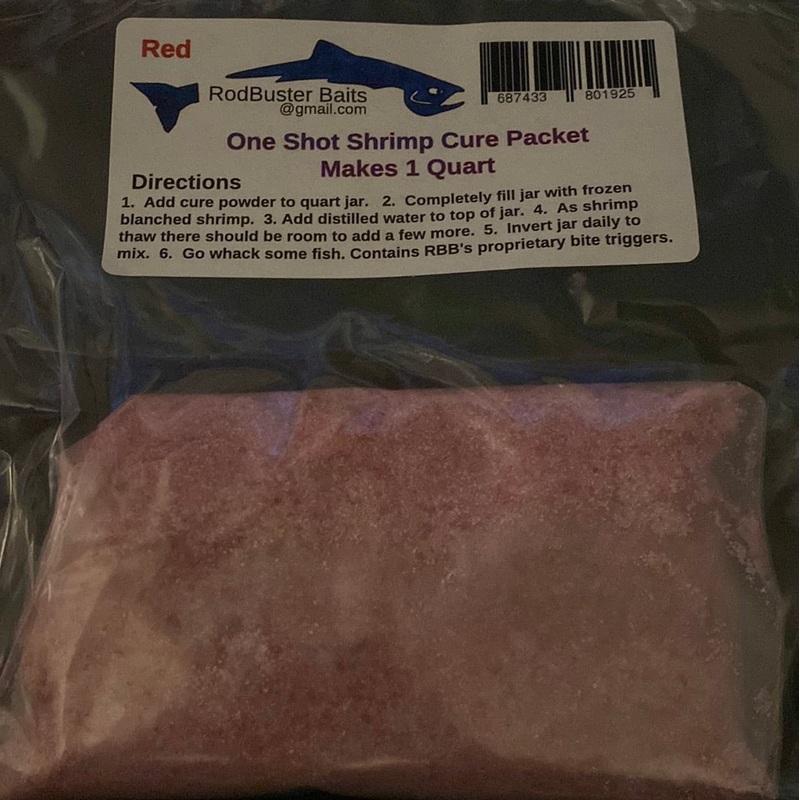 Red
RodBuster Baits
@gmail.com
687433 801925
One Shot Shrimp Cure Packet
Makes 1 Quart
Directions
1. Add cure powder to quart jar. 2. Completely fill jar with frozen
blanched shrimp. 3. Add distilled water to top of jar. 4. As shrimp
thaw there should be room to add a few more. 5. Invert jar daily to
mix. 6. Go whack some fish. Contains RBB's proprietary bite triggers.